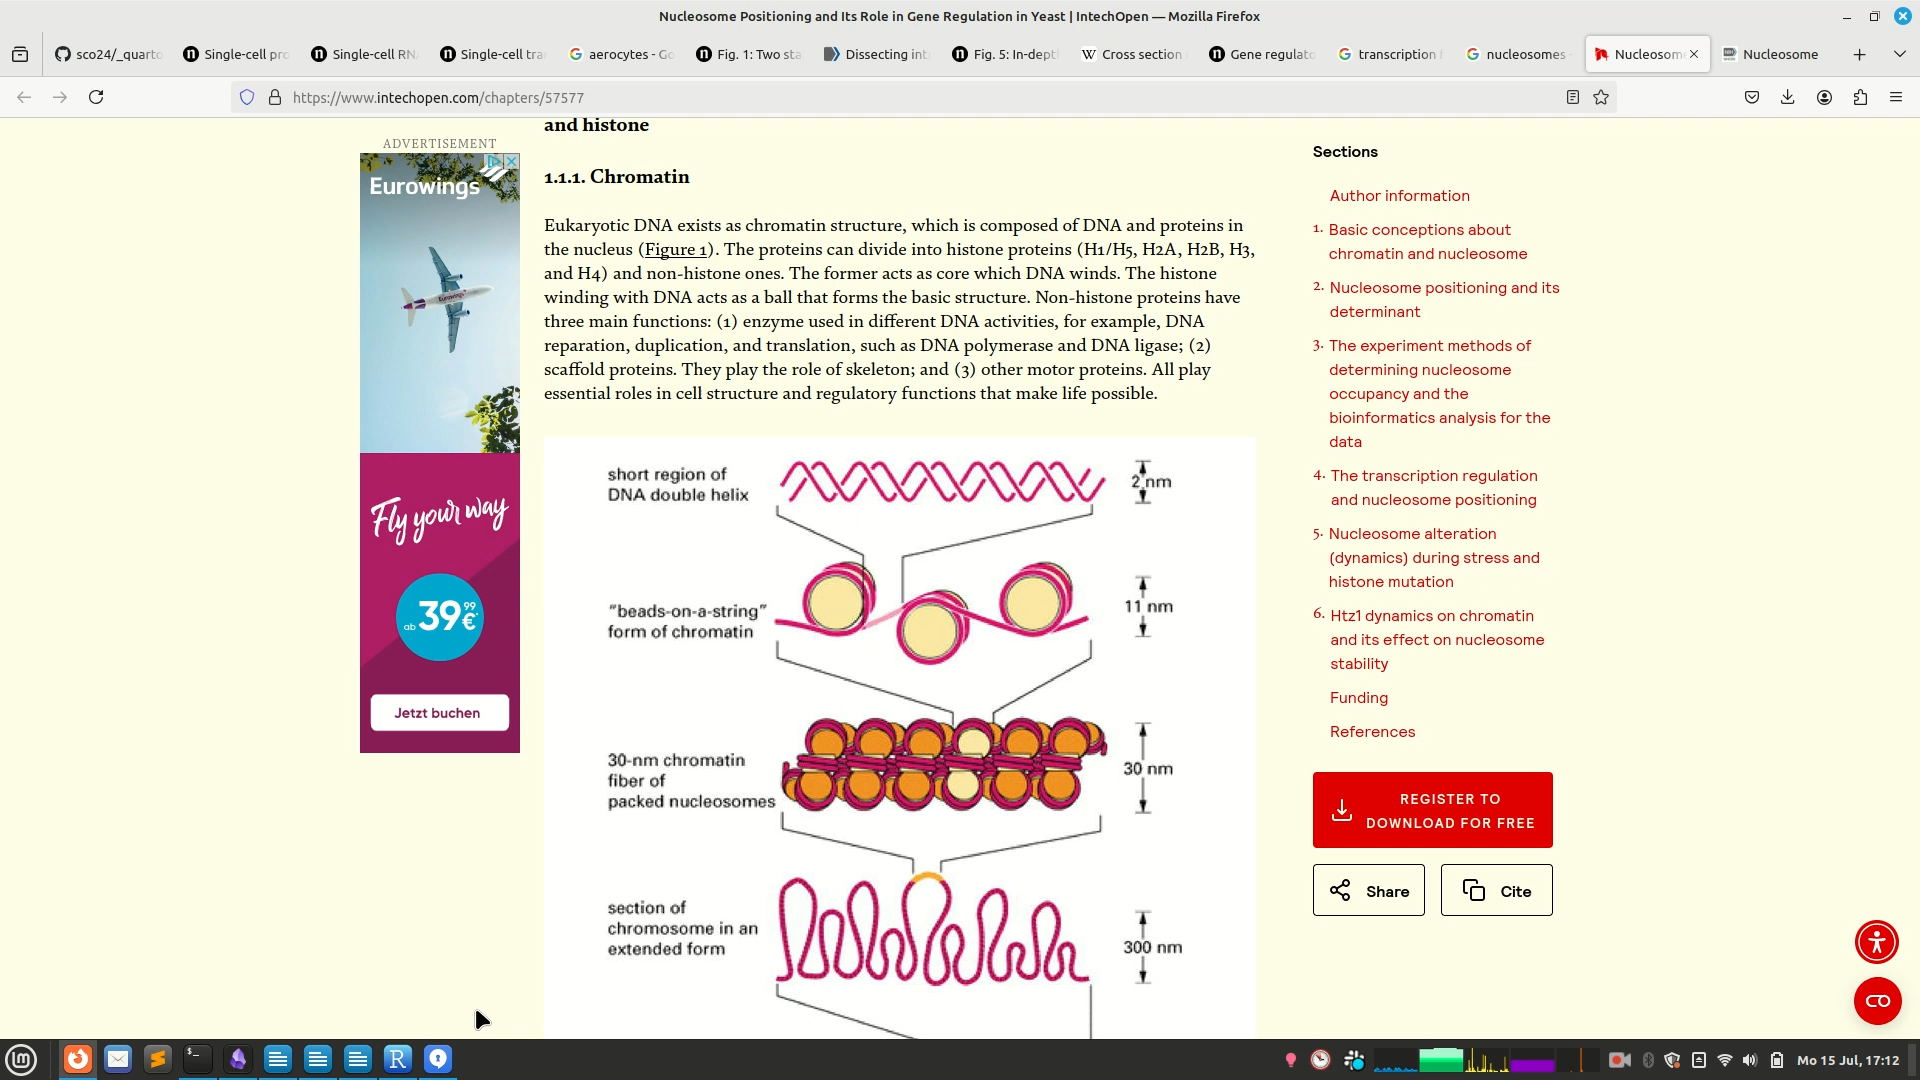 Nucleosome Positioning and Its Role in Gene Regulation in Yeast | IntechOpen — Mozilla Firefox
sco24/_quarto
Single-cell pro
Single-cell RN
Single-cell tra
aerocytes - Go
Fig. 1: Two sta
Dissecting int
Fig. 5: In-dept
Cross section
Gene regulato
transcription f
nucleosomes -
Nucleosom
Nucleosome
https://www.intechopen.com/chapters/57577
ADVERTISEMENT
Eurowings
Eurowings
Fly your way
ab 39 99 €
Jetzt buchen
and histone
1.1.1. Chromatin
Eukaryotic DNA exists as chromatin structure, which is composed of DNA and proteins in
the nucleus (Figure 1). The proteins can divide into histone proteins (H1/H5, H2A, H2B, H3,
and H4) and non-histone ones. The former acts as core which DNA winds. The histone
winding with DNA acts as a ball that forms the basic structure. Non-histone proteins have
three main functions: (1) enzyme used in different DNA activities, for example, DNA
reparation, duplication, and translation, such as DNA polymerase and DNA ligase; (2)
scaffold proteins. They play the role of skeleton; and (3) other motor proteins. All play
essential roles in cell structure and regulatory functions that make life possible.
short region of
DNA double helix
2 nm
"beads-on-a-string"
form of chromatin
11 nm
30-nm chromatin
fiber of
packed nucleosomes
30 nm
section of
chromosome in an
extended form
300 nm
Sections
Author information
1. Basic conceptions about
chromatin and nucleosome
2. Nucleosome positioning and its
determinant
3. The experiment methods of
determining nucleosome
occupancy and the
bioinformatics analysis for the
data
4. The transcription regulation
and nucleosome positioning
5. Nucleosome alteration
(dynamics) during stress and
histone mutation
6. Htz1 dynamics on chromatin
and its effect on nucleosome
stability
Funding
References
REGISTER TO
DOWNLOAD FOR FREE
Share
Cite
Mo 15 Jul, 17:12